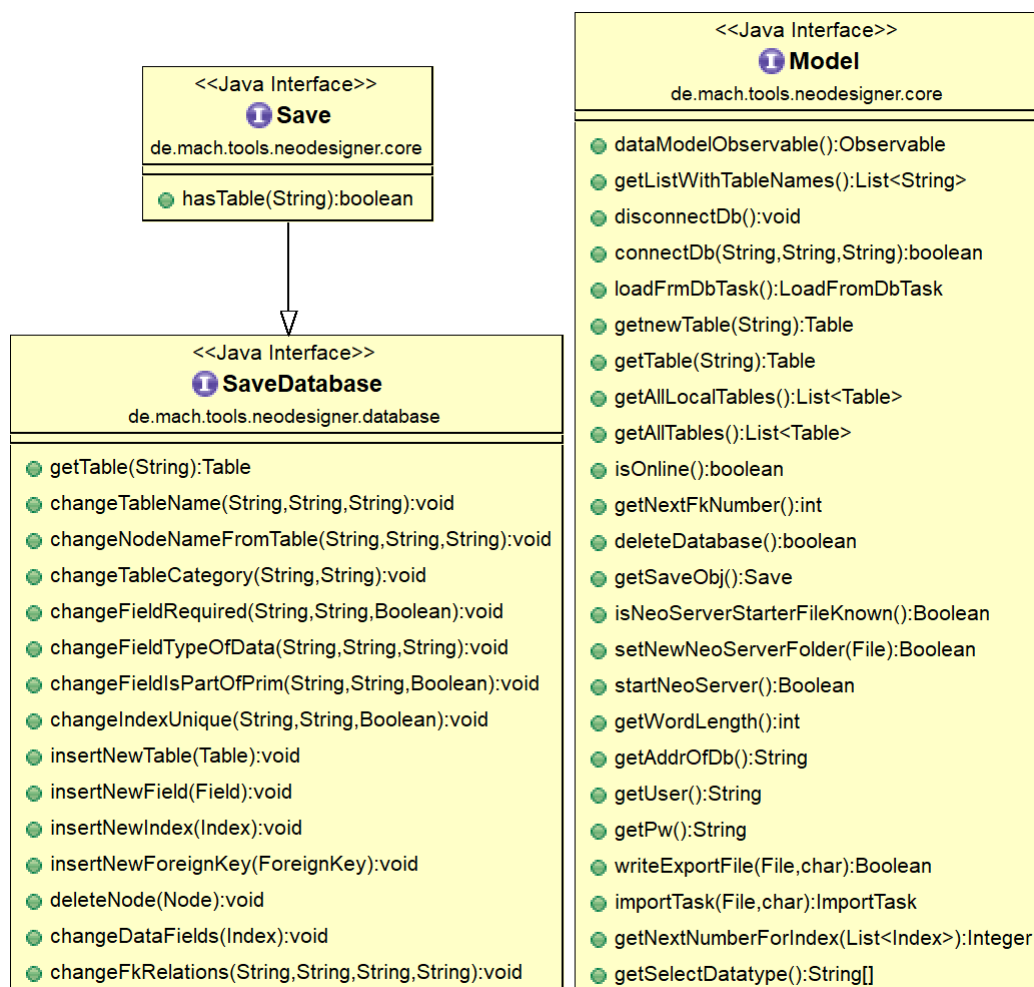 <<Java Interface>>
Save
de.mach.tools.neodesigner.core
hasTable(String):boolean
<<Java Interface>>
SaveDatabase
de.mach.tools.neodesigner.database
getTable(String):Table
changeTableName(String,String,String):void
changeNodeNameFromTable(String,String,String):void
changeTableCategory(String,String):void
changeFieldRequired(String,String,Boolean):void
changeFieldTypeOfData(String,String,String):void
changeFieldIsPartOfPrim(String,String,Boolean):void
changeIndexUnique(String,String,Boolean):void
insertNewTable(Table):void
insertNewField(Field):void
insertNewIndex(Index):void
insertNewForeignKey(ForeignKey):void
deleteNode(Node):void
changeDataFields(Index):void
changeFkRelations(String,String,String,String):void
<<Java Interface>>
Model
de.mach.tools.neodesigner.core
dataModelObservable():Observable
getListWithTableNames():List<String>
disconnectDb():void
connectDb(String,String,String):boolean
loadFrmDbTask():LoadFromDbTask
getnewTable(String):Table
getTable(String):Table
getAllLocalTables():List<Table>
getAllTables():List<Table>
isOnline():boolean
getNextFkNumber():int
deleteDatabase():boolean
getSaveObj():Save
isNeoServerStarterFileKnown():Boolean
setNewNeoServerFolder(File):Boolean
startNeoServer():Boolean
getWordLength():int
getAddrOfDb():String
getUser():String
getPw():String
writeExportFile(File,char):Boolean
importTask(File,char):ImportTask
getNextNumberForIndex(List<Index>):Integer
getSelectDatatype():String[]